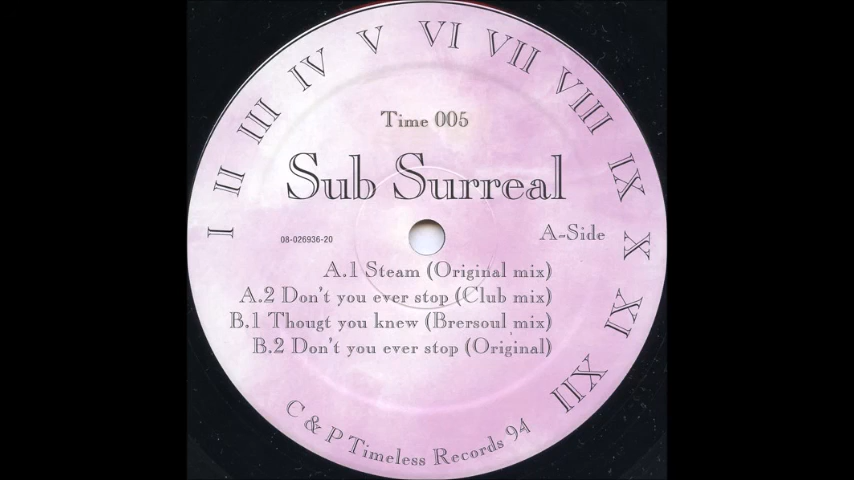 I II III IV V VI VII VIII IX X XI XII
Time 005
Sub Surreal
08-026936-20
A-Side
A.1 Steam (Original mix)
A.2 Don't you ever stop (Club mix)
B.1 Thougt you knew (Brersoul mix)
B.2 Don't you ever stop (Original)
C & P Timeless Records 94